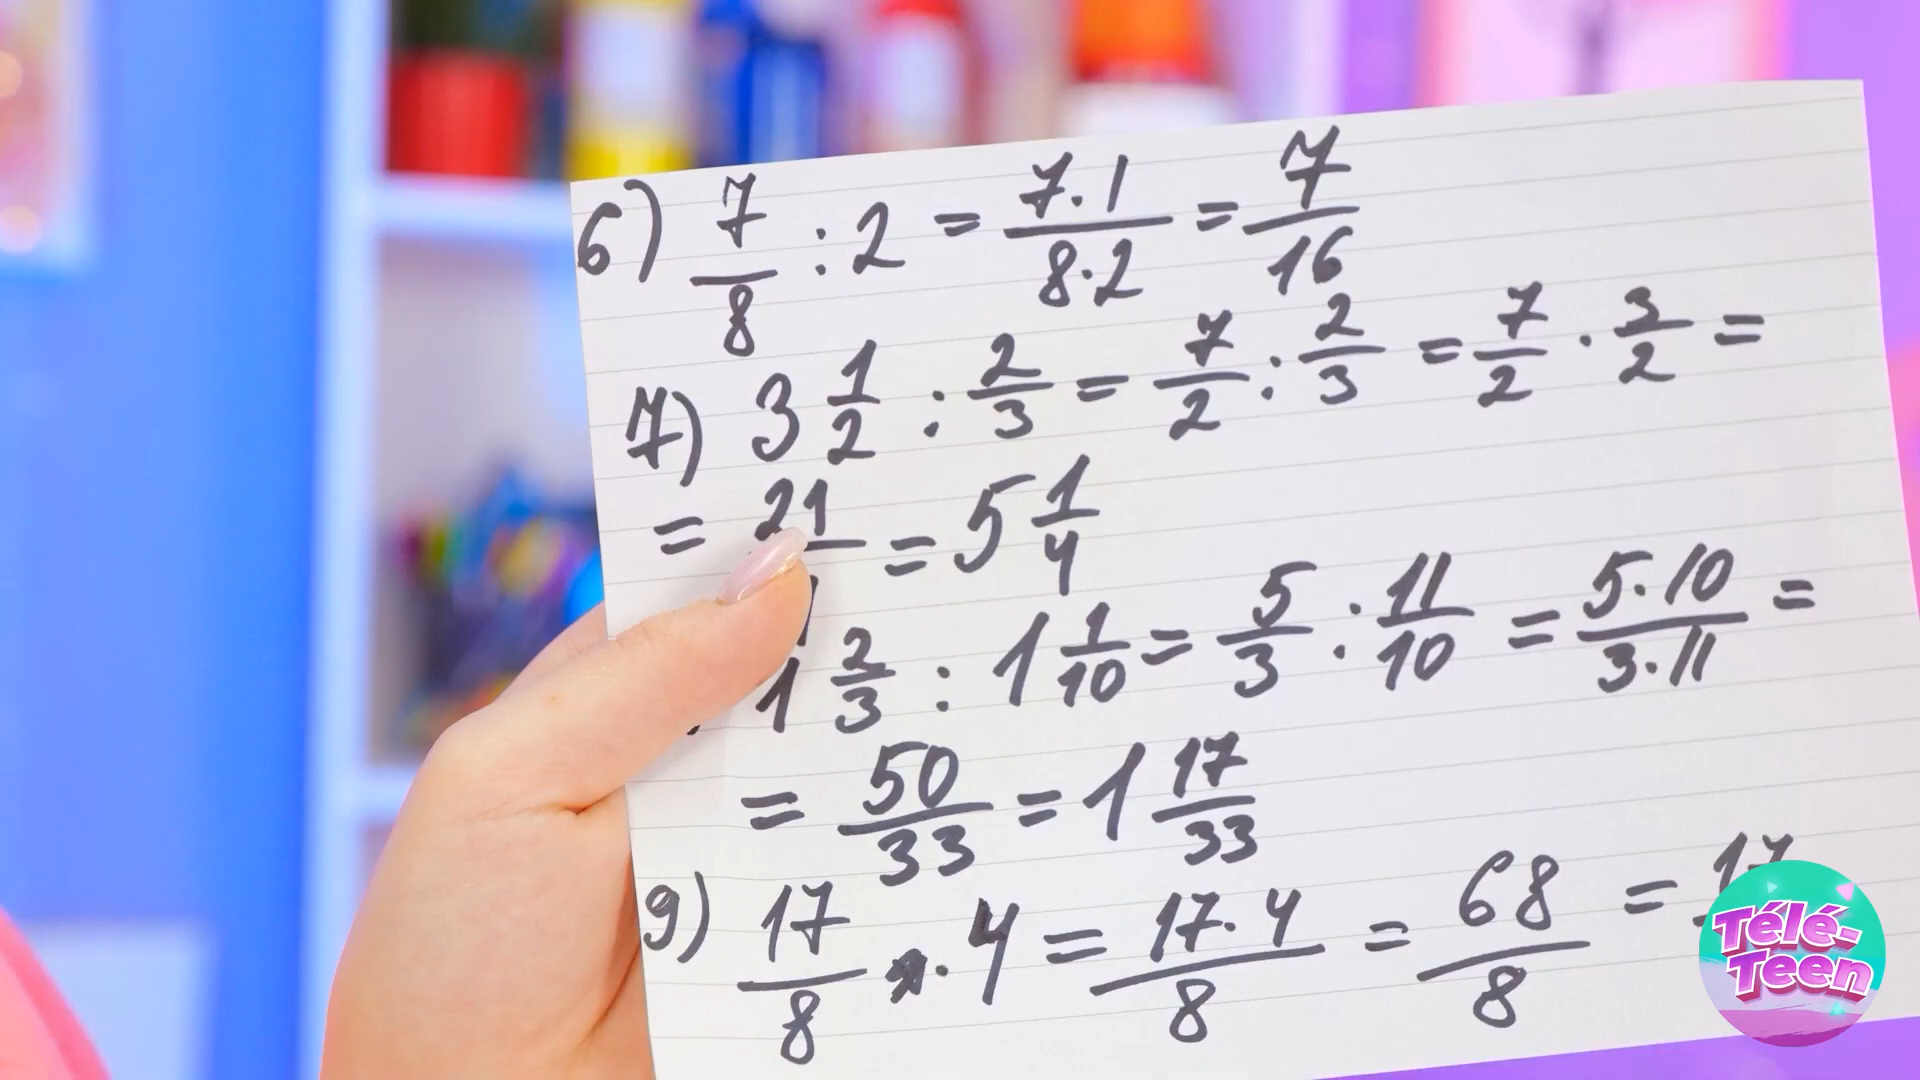 6) 7/8 : 2 = 7·1/8·2 = 7/16
7) 3 1/2 : 2/3 = 7/2 : 2/3 = 7/2 · 3/2 =
= 21/ = 5 1/4
1 2/3 : 1 1/10 = 5/3 : 11/10 = 5·10/3·11 =
= 50/33 = 1 17/33
9) 17/8 · 4 = 17·4/8 = 68/8 = 17
Télé-
Teen